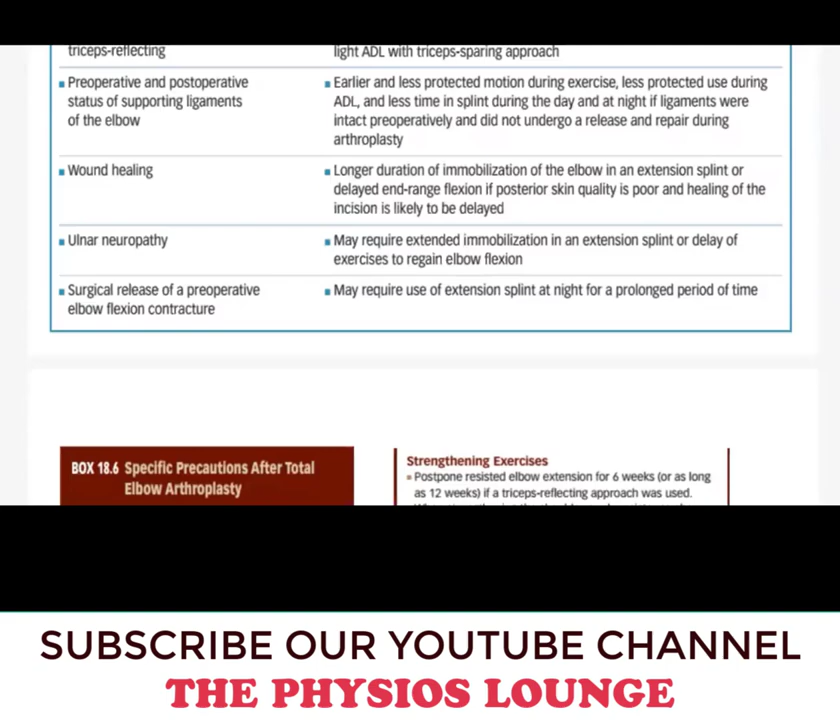 triceps-reflecting
light ADL with triceps-sparing approach
Preoperative and postoperative
status of supporting ligaments
of the elbow
Earlier and less protected motion during exercise, less protected use during
ADL, and less time in splint during the day and at night if ligaments were
intact preoperatively and did not undergo a release and repair during
arthroplasty
Wound healing
Longer duration of immobilization of the elbow in an extension splint or
delayed end-range flexion if posterior skin quality is poor and healing of the
incision is likely to be delayed
Ulnar neuropathy
May require extended immobilization in an extension splint or delay of
exercises to regain elbow flexion
Surgical release of a preoperative
elbow flexion contracture
May require use of extension splint at night for a prolonged period of time
BOX 18.6 Specific Precautions After Total
Elbow Arthroplasty
Strengthening Exercises
Postpone resisted elbow extension for 6 weeks (or as long
as 12 weeks) if a triceps-reflecting approach was used.
SUBSCRIBE OUR YOUTUBE CHANNEL
THE PHYSIOS LOUNGE